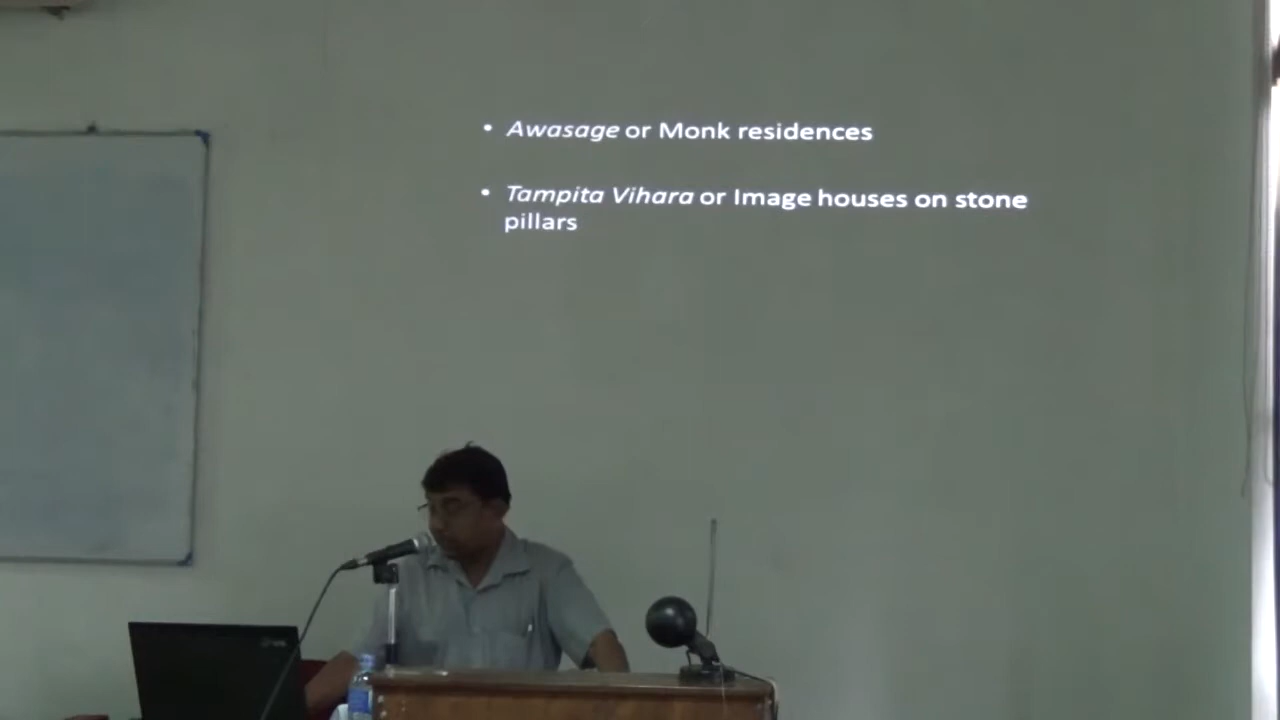 • Awasage or Monk residences
• Tampita Vihara or Image houses on stone
pillars